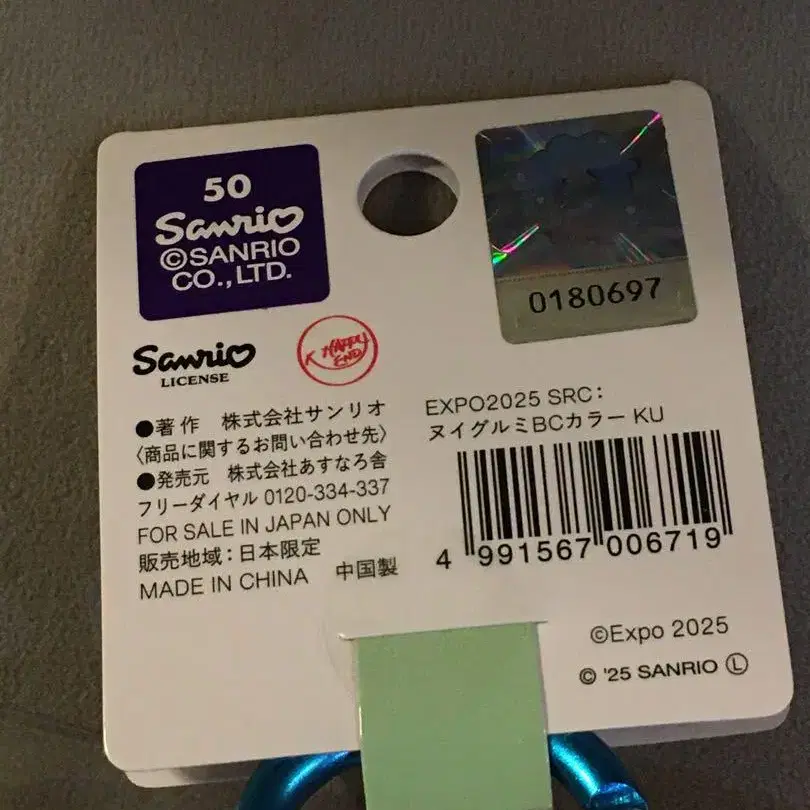 50
Sanrio
©SANRIO
CO.,LTD.
0180697
Sanrio
LICENSE
K HAPPY
END
●著作 株式会社サンリオ
〈商品に関するお問い合わせ先〉
●発売元 株式会社あすなろ舎
フリーダイヤル 0120-334-337
FOR SALE IN JAPAN ONLY
販売地域：日本限定
MADE IN CHINA 中国製
EXPO2025 SRC：
ヌイグルミBCカラー KU
4 991567 006719
©Expo 2025
© '25 SANRIO Ⓛ